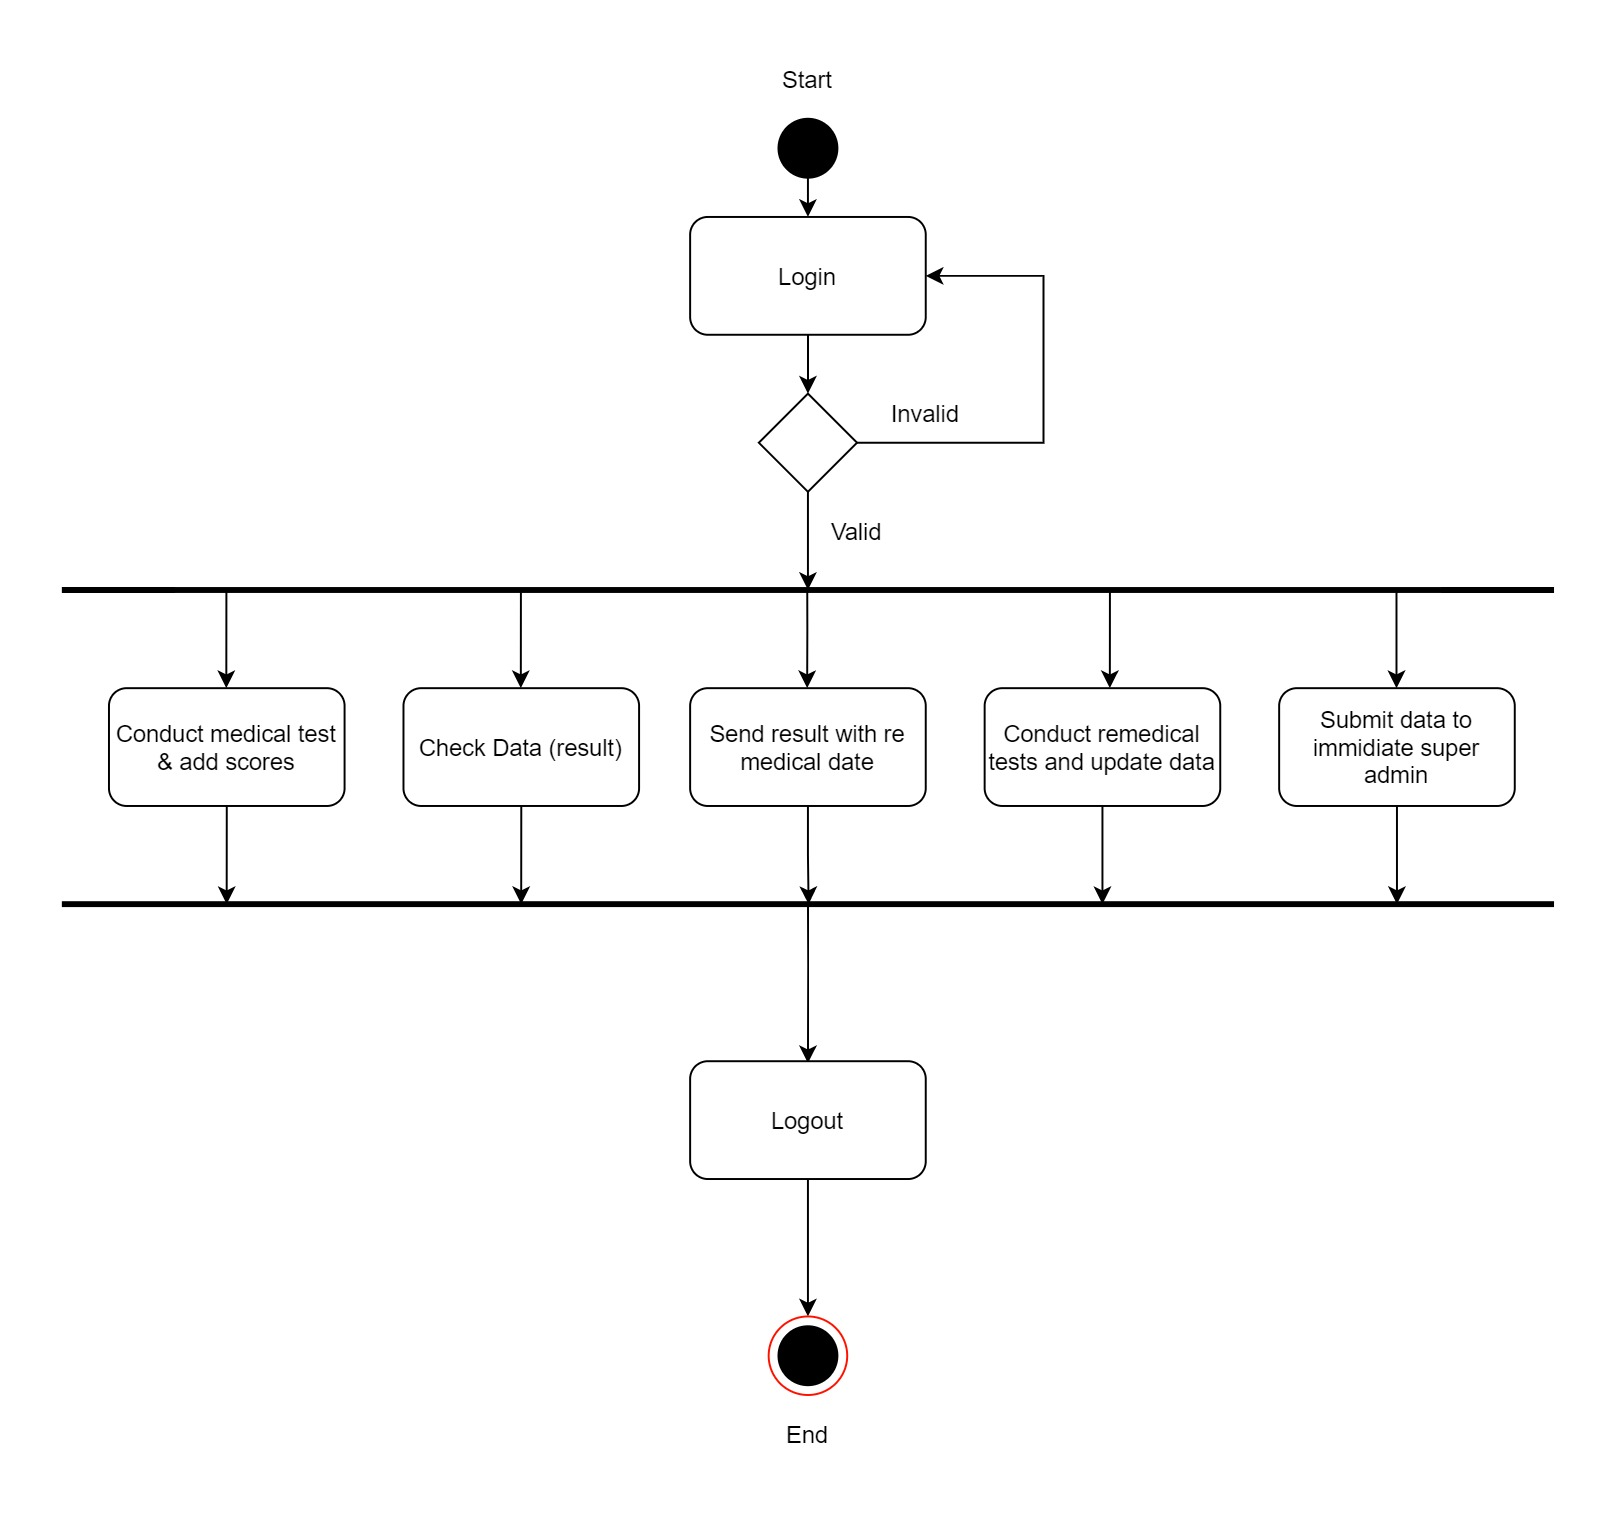 Start
Login
Invalid
Valid
Conduct medical test
& add scores
Check Data (result)
Send result with re
medical date
Conduct remedical
tests and update data
Submit data to
immidiate super
admin
Logout
End